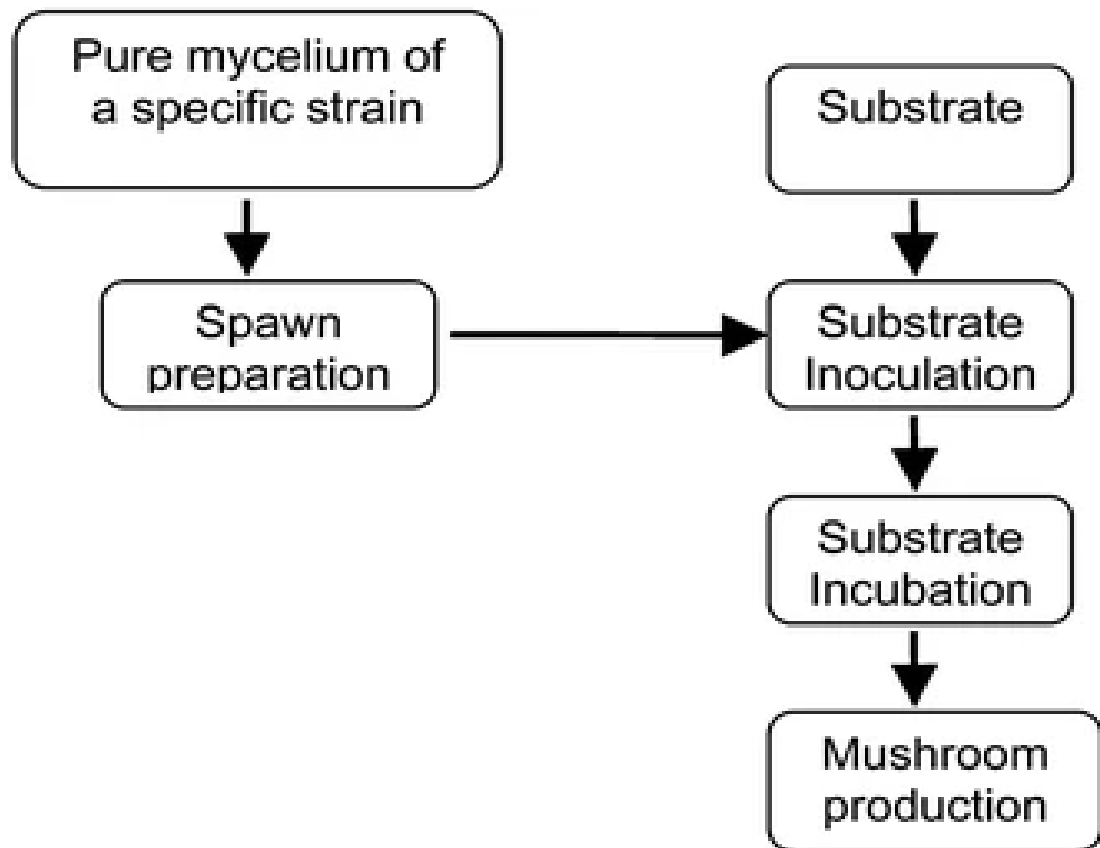 Pure mycelium of
a specific strain
Substrate
Spawn
preparation
Substrate
Inoculation
Substrate
Incubation
Mushroom
production